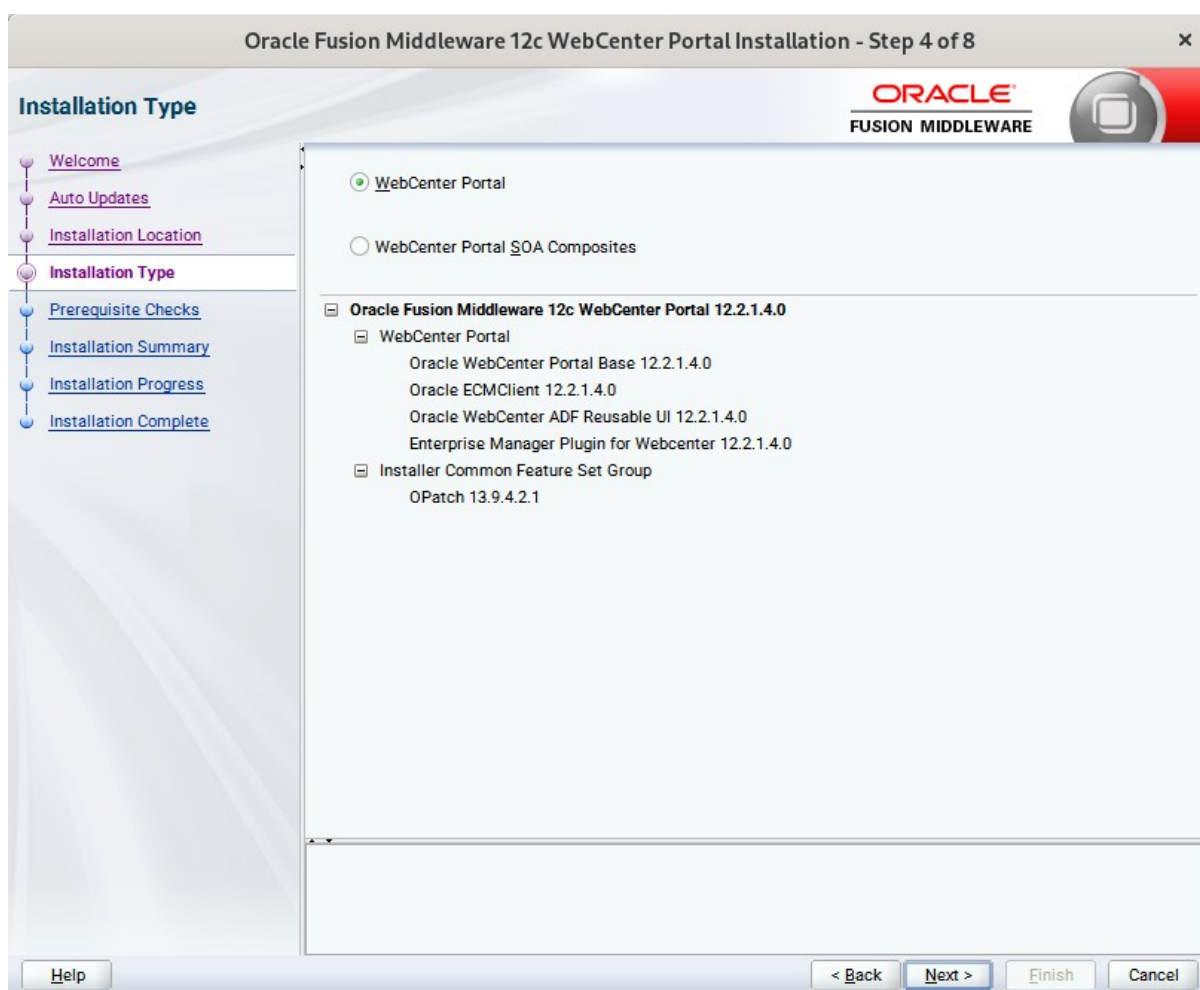 Oracle Fusion Middleware 12c WebCenter Portal Installation - Step 4 of 8
Installation Type
ORACLE
FUSION MIDDLEWARE
Welcome
Auto Updates
Installation Location
Installation Type
Prerequisite Checks
Installation Summary
Installation Progress
Installation Complete
WebCenter Portal
WebCenter Portal SOA Composites
Oracle Fusion Middleware 12c WebCenter Portal 12.2.1.4.0
WebCenter Portal
Oracle WebCenter Portal Base 12.2.1.4.0
Oracle ECMClient 12.2.1.4.0
Oracle WebCenter ADF Reusable UI 12.2.1.4.0
Enterprise Manager Plugin for Webcenter 12.2.1.4.0
Installer Common Feature Set Group
OPatch 13.9.4.2.1
Help
< Back
Next >
Finish
Cancel